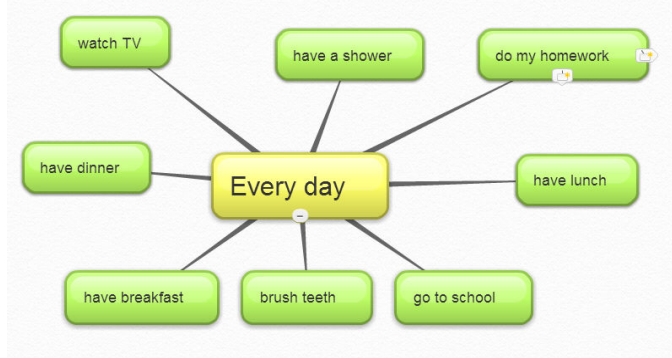 watch TV
have a shower
do my homework
have dinner
Every day
have lunch
have breakfast
brush teeth
go to school